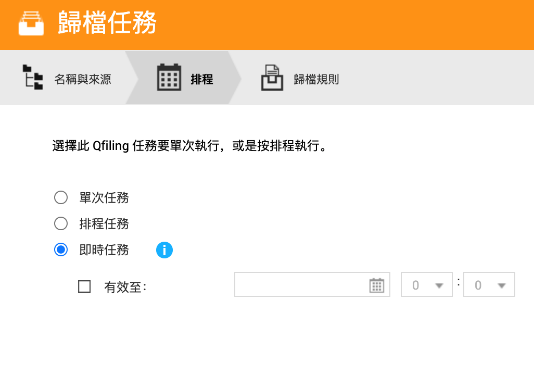 歸檔任務
名稱與來源 排程 歸檔規則
選擇此 Qfiling 任務要單次執行，或是按排程執行。
單次任務
排程任務
即時任務 i
有效至： 0 : 0